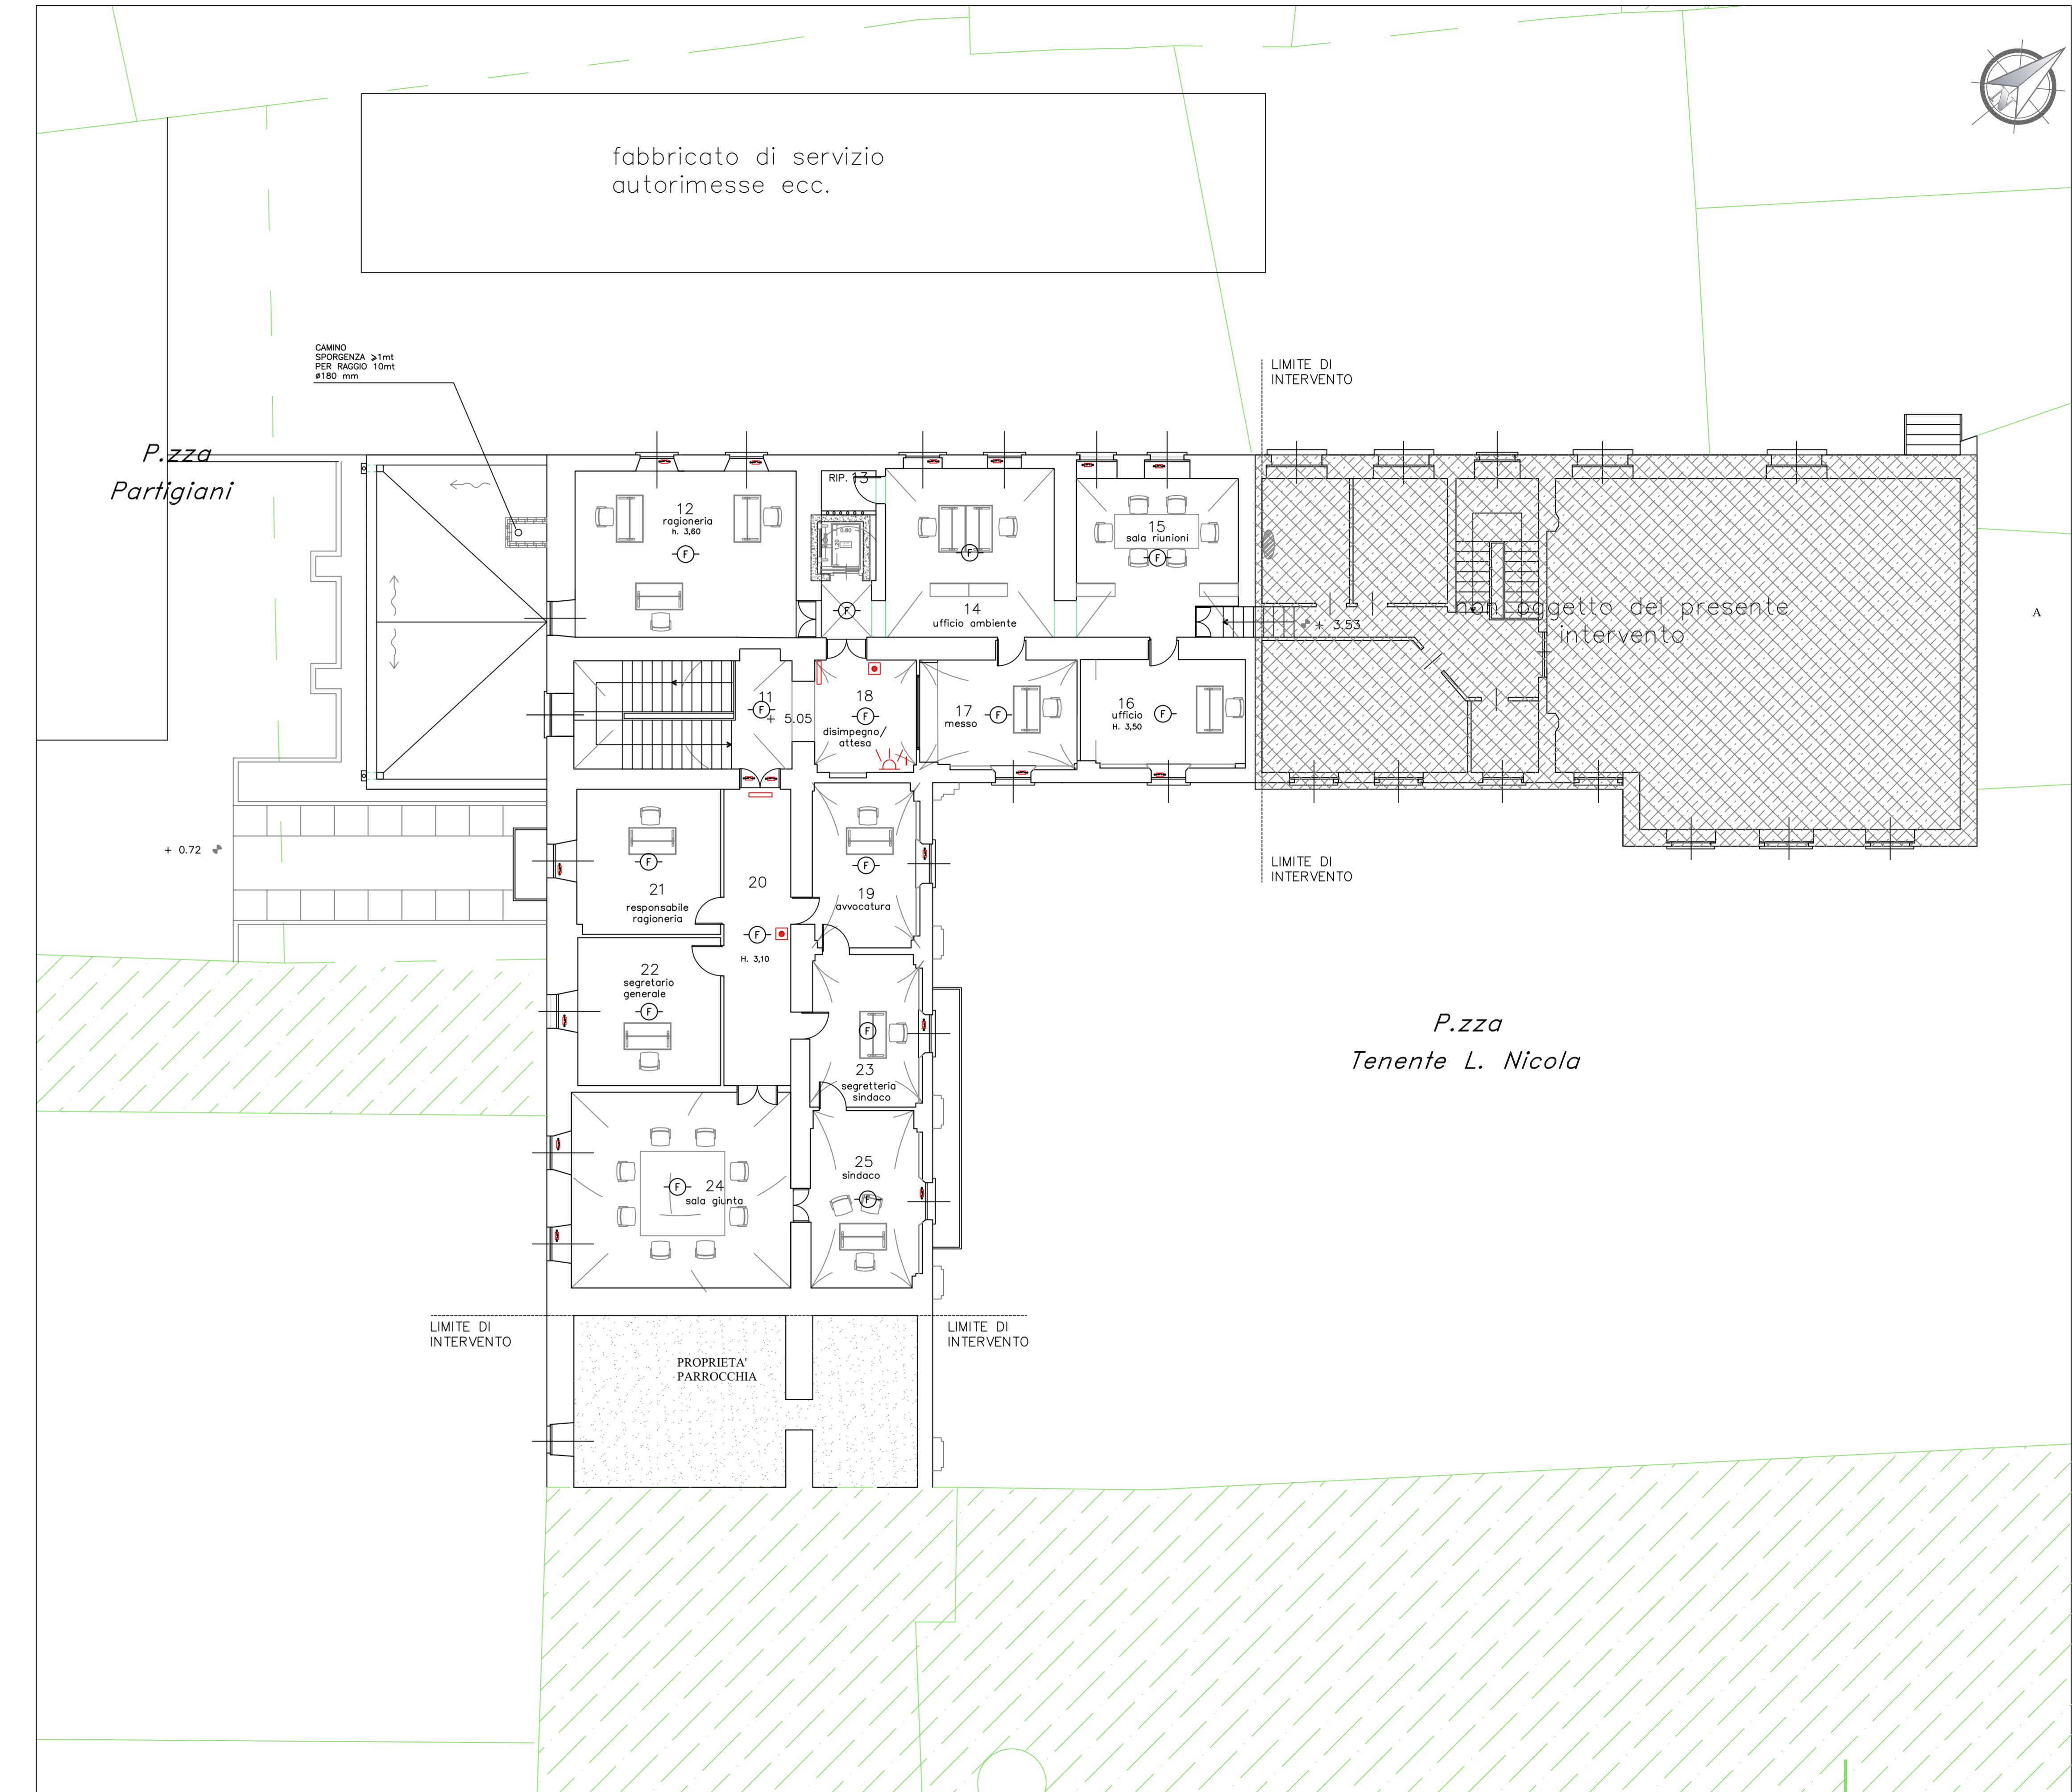 fabbricato di servizio
autorimesse ecc.
N
CAMINO
SPORGENZA ⩾1mt
PER RAGGIO 10mt
ø180 mm
LIMITE DI
INTERVENTO
P.zza
Partigiani
12
ragioneria
h. 3,60
F
RIP. 13
0,80
F
14
ufficio ambiente
F
15
sala riunioni
F
non oggetto del presente
intervento
+ 3.53
A
11
F
+ 5.05
18
F
disimpegno/
attesa
17
messo
F
16
ufficio
H. 3,50
F
+ 0.72
F
21
responsabile
ragioneria
20
F
H. 3,10
F
19
avvocatura
LIMITE DI
INTERVENTO
22
segretario
generale
F
F
23
segretteria
sindaco
P.zza
Tenente L. Nicola
F
24
sala giunta
25
sindaco
F
LIMITE DI
INTERVENTO
LIMITE DI
INTERVENTO
PROPRIETA'
PARROCCHIA